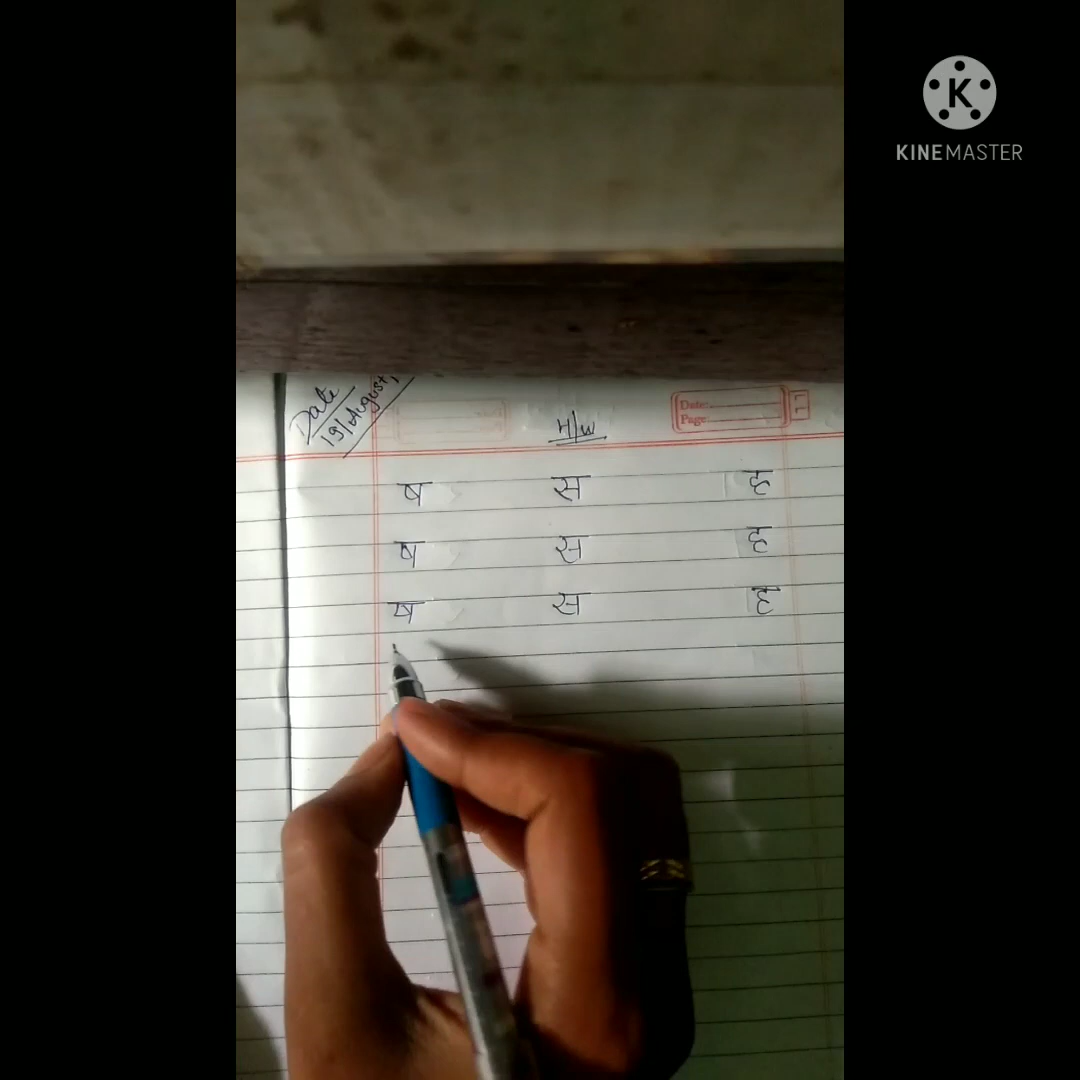 KINEMASTER
Date
19/August,
H/W
Date:
Page:
ष स ह
ष स ह
ष स ह